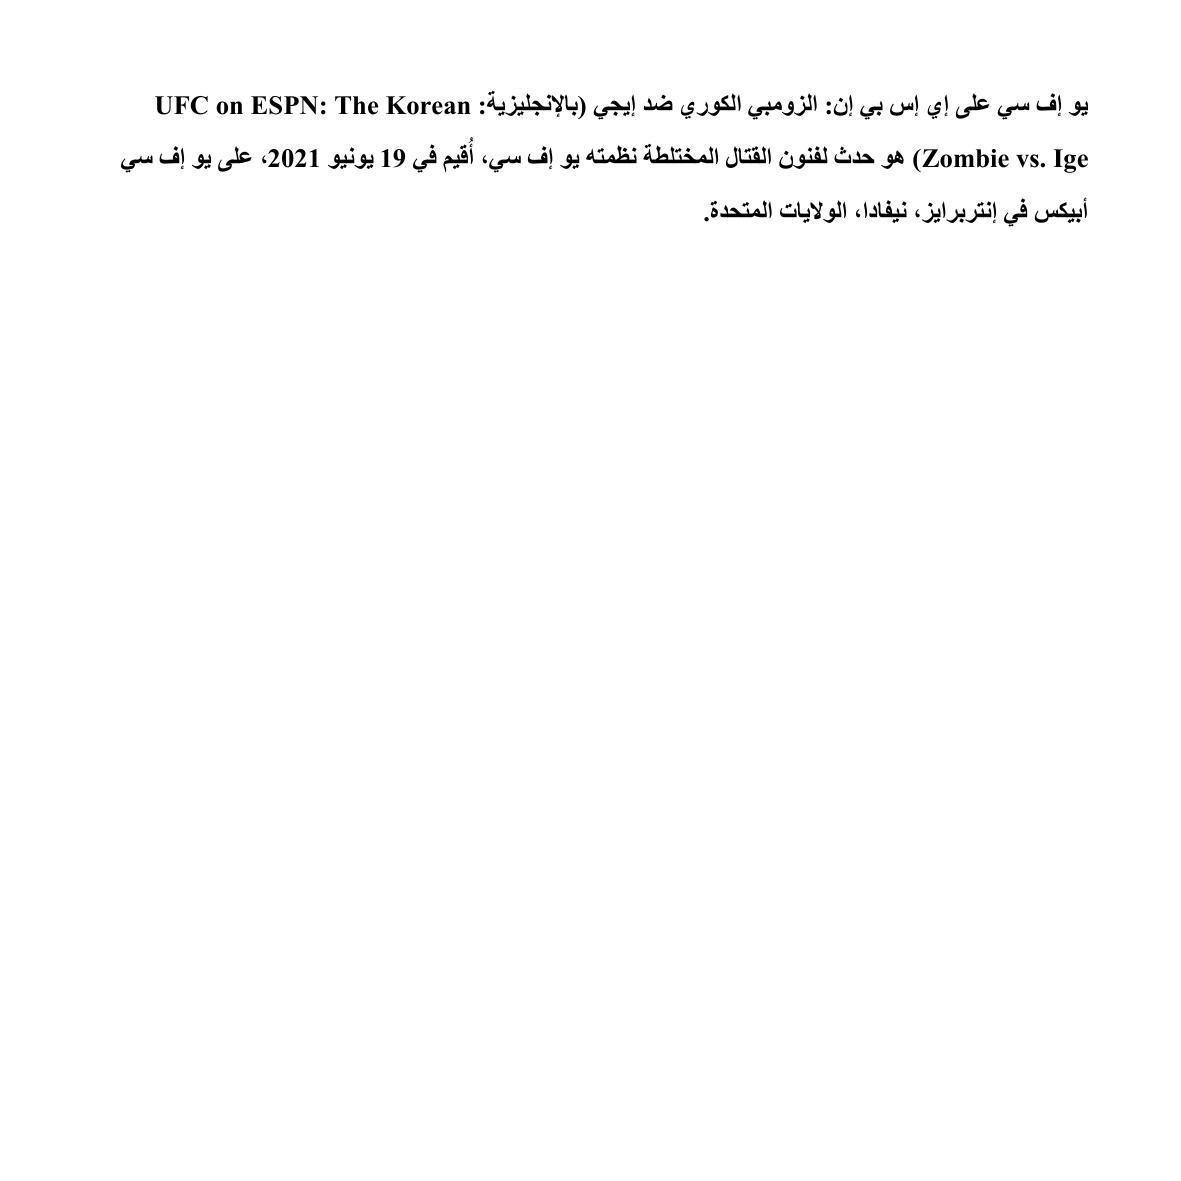 يو إف سي على إي إس بي إن: الزومبي الكوري ضد إيجي (بالإنجليزية: UFC on ESPN: The Korean
Zombie vs. Ige) هو حدث لفنون القتال المختلطة نظمته يو إف سي، أُقيم في 19 يونيو 2021، على يو إف سي
أبيكس في إنتربرايز، نيفادا، الولايات المتحدة.